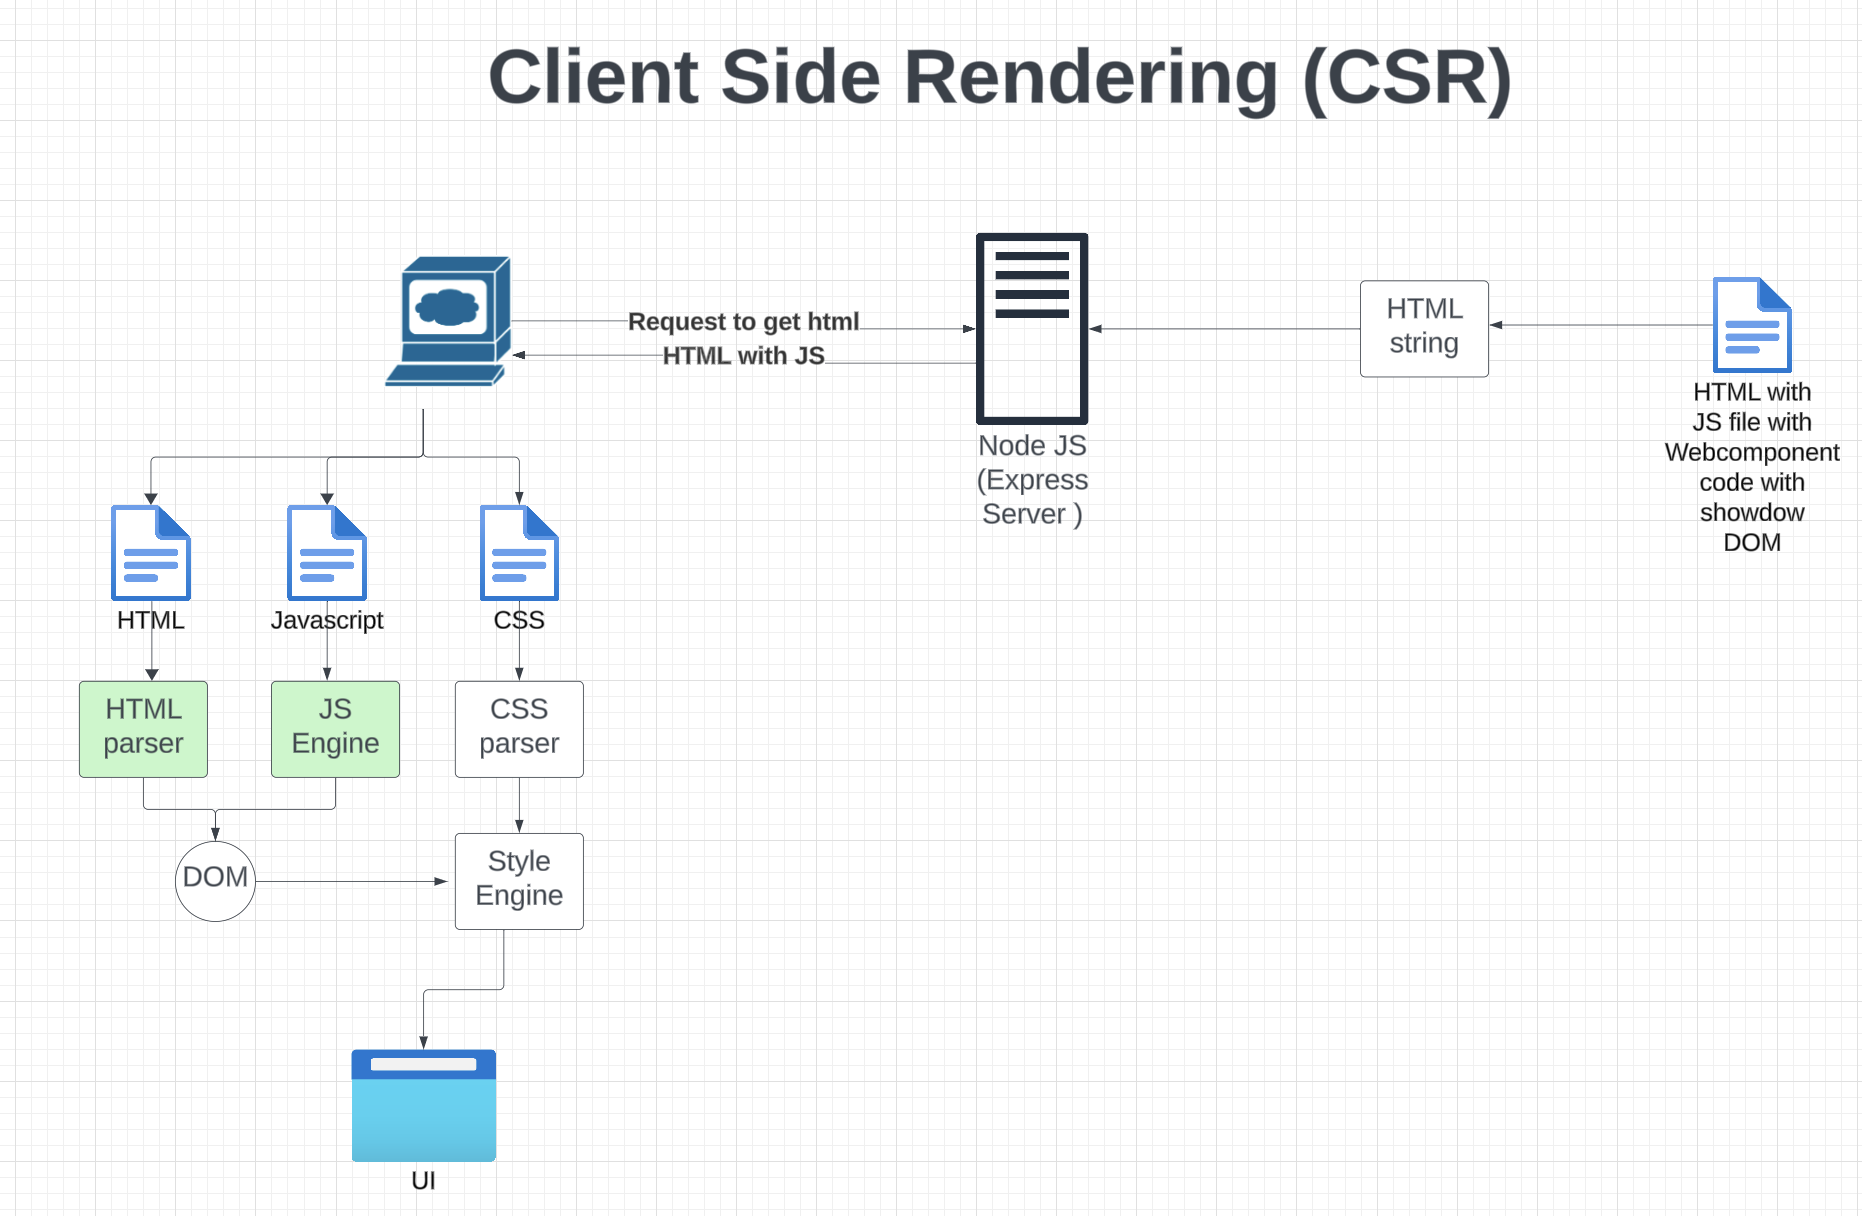 Client Side Rendering (CSR)
Request to get html
HTML with JS
Node JS
(Express
Server )
HTML
string
HTML with
JS file with
Webcomponent
code with
showdow
DOM
HTML
Javascript
CSS
HTML
parser
JS
Engine
CSS
parser
DOM
Style
Engine
UI